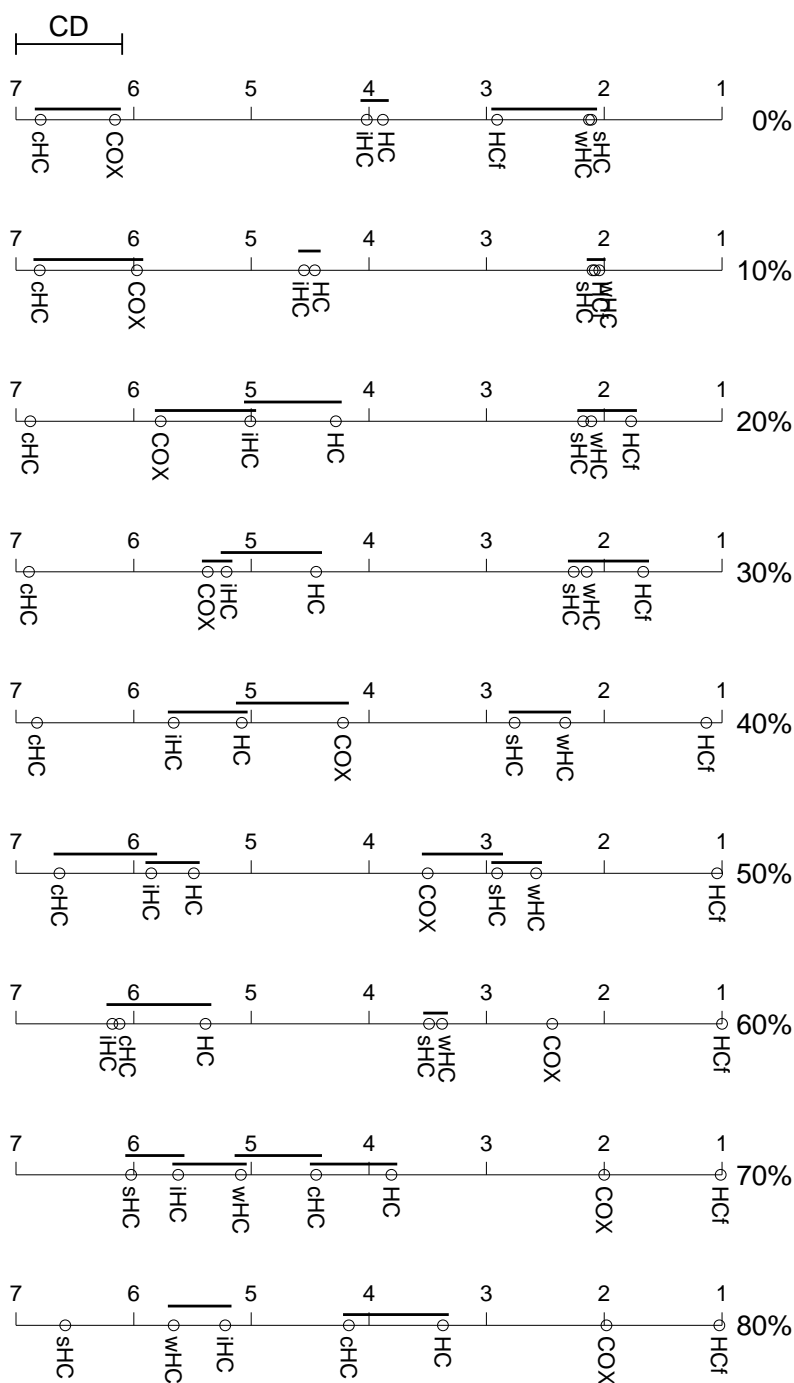 CD
7 6 5 4 3 2 1
0%
cHC COX iHC HC HCf wHC sHC
7 6 5 4 3 2 1
10%
cHC COX iHC HC sHC HCf wHC
7 6 5 4 3 2 1
20%
cHC COX iHC HC sHC wHC HCf
7 6 5 4 3 2 1
30%
cHC COX iHC HC sHC wHC HCf
7 6 5 4 3 2 1
40%
cHC iHC HC COX sHC wHC HCf
7 6 5 4 3 2 1
50%
cHC iHC HC COX sHC wHC HCf
7 6 5 4 3 2 1
60%
iHC cHC HC sHC wHC COX HCf
7 6 5 4 3 2 1
70%
sHC iHC wHC cHC HC COX HCf
7 6 5 4 3 2 1
80%
sHC wHC iHC cHC HC COX HCf